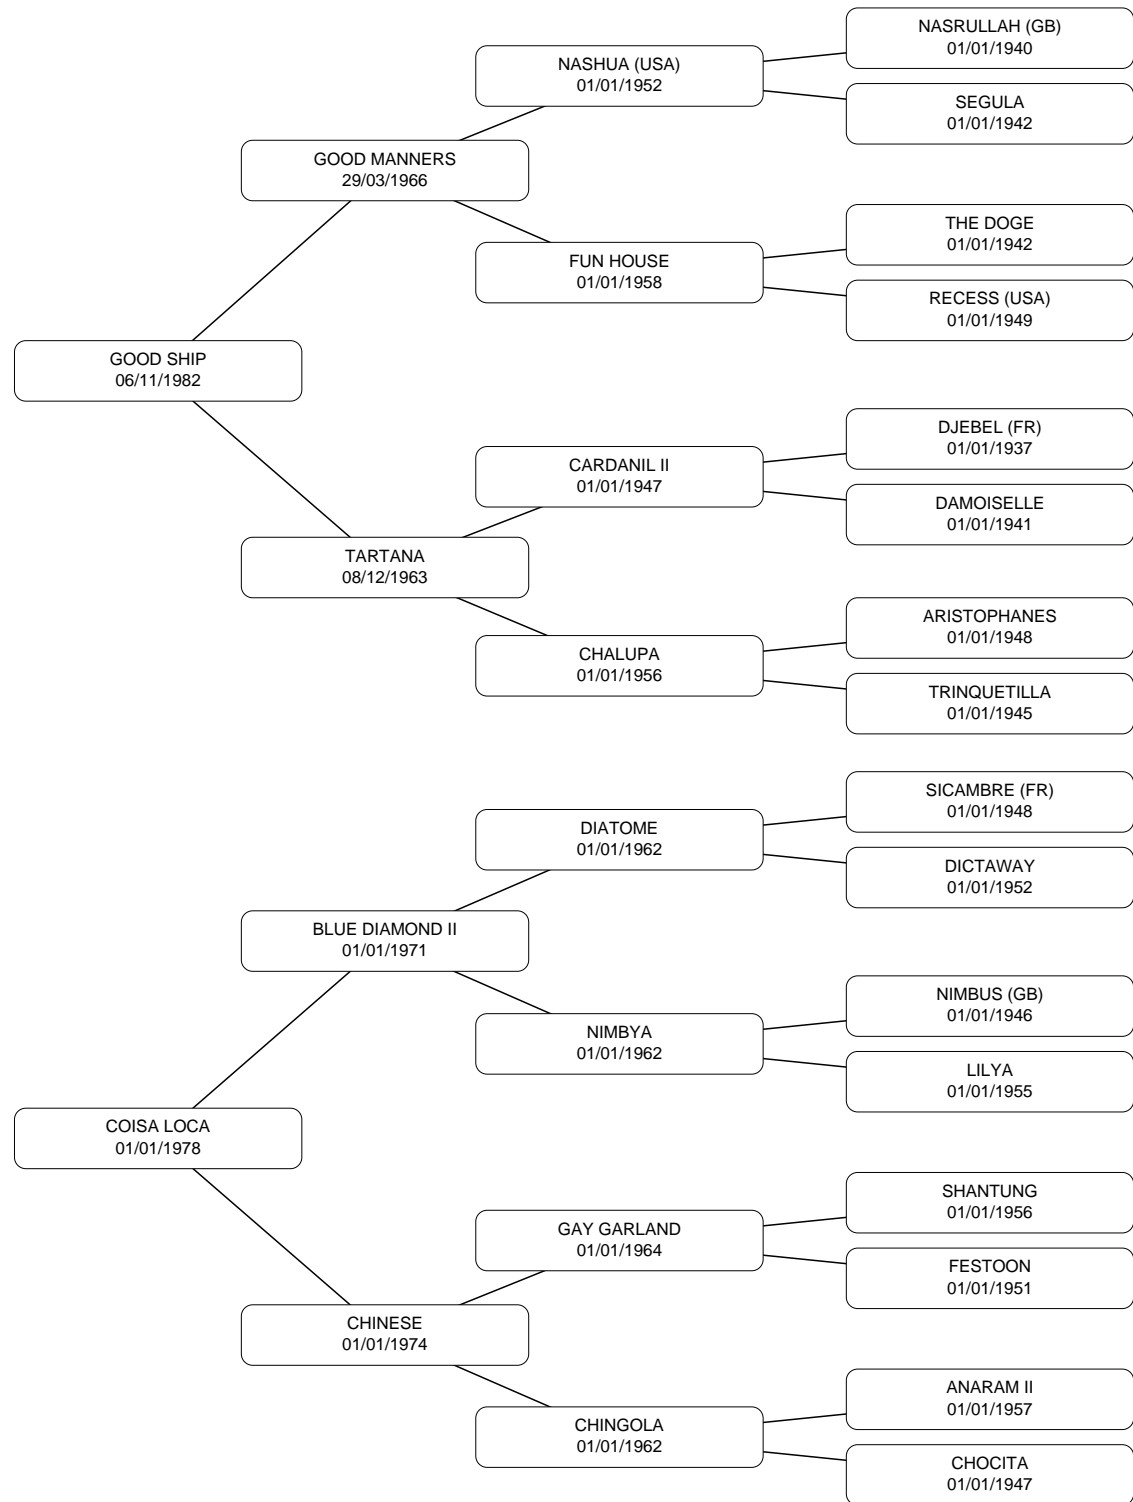 NASRULLAH (GB)
01/01/1940
NASHUA (USA)
01/01/1952
SEGULA
01/01/1942
GOOD MANNERS
29/03/1966
THE DOGE
01/01/1942
FUN HOUSE
01/01/1958
RECESS (USA)
01/01/1949
GOOD SHIP
06/11/1982
DJEBEL (FR)
01/01/1937
CARDANIL II
01/01/1947
DAMOISELLE
01/01/1941
TARTANA
08/12/1963
ARISTOPHANES
01/01/1948
CHALUPA
01/01/1956
TRINQUETILLA
01/01/1945
SICAMBRE (FR)
01/01/1948
DIATOME
01/01/1962
DICTAWAY
01/01/1952
BLUE DIAMOND II
01/01/1971
NIMBUS (GB)
01/01/1946
NIMBYA
01/01/1962
LILYA
01/01/1955
COISA LOCA
01/01/1978
SHANTUNG
01/01/1956
GAY GARLAND
01/01/1964
FESTOON
01/01/1951
CHINESE
01/01/1974
ANARAM II
01/01/1957
CHINGOLA
01/01/1962
CHOCITA
01/01/1947